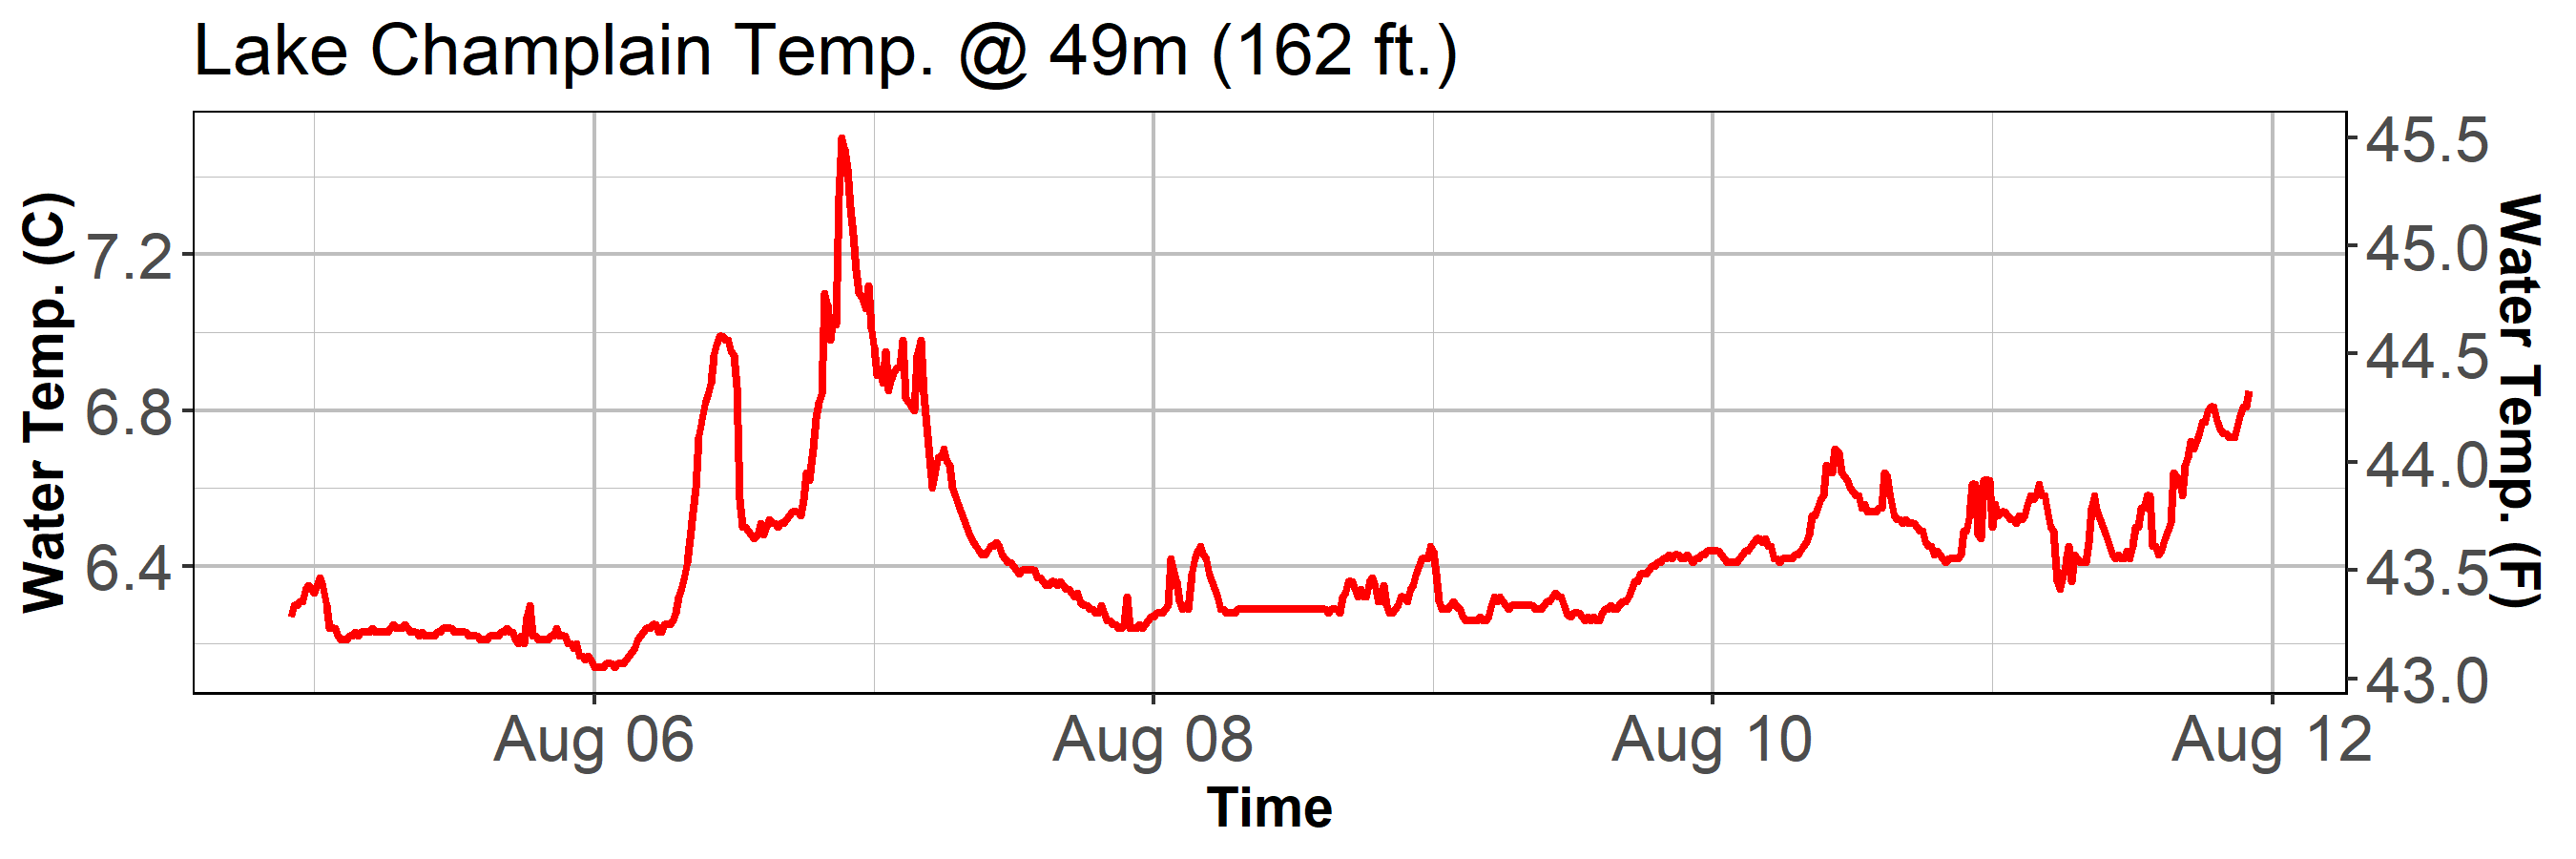 Lake Champlain Temp. @ 49m (162 ft.)
Water Temp. (C)
7.2
6.8
6.4
45.5
45.0
44.5
44.0
43.5
43.0
Water Temp. (F)
Aug 06
Aug 08
Aug 10
Aug 12
Time